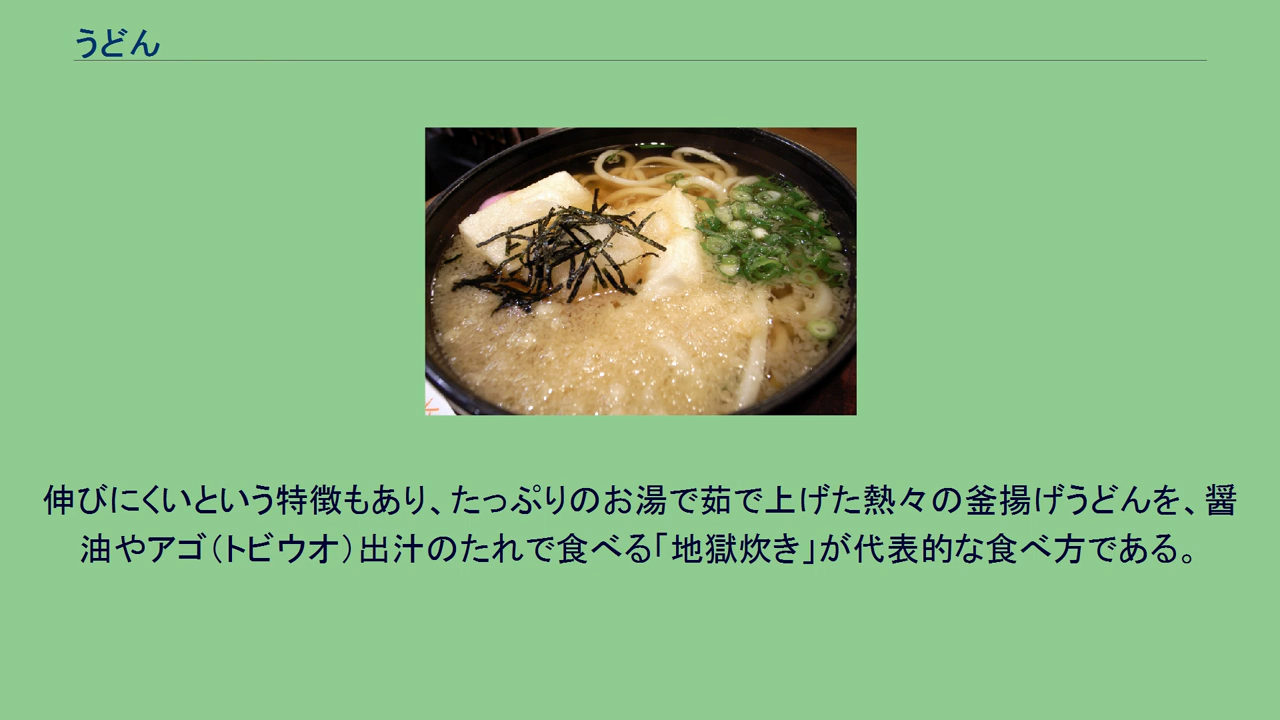 うどん
伸びにくいという特徴もあり、たっぷりのお湯で茹で上げた熱々の釜揚げうどんを、醤
油やアゴ（トビウオ）出汁のたれで食べる「地獄炊き」が代表的な食べ方である。